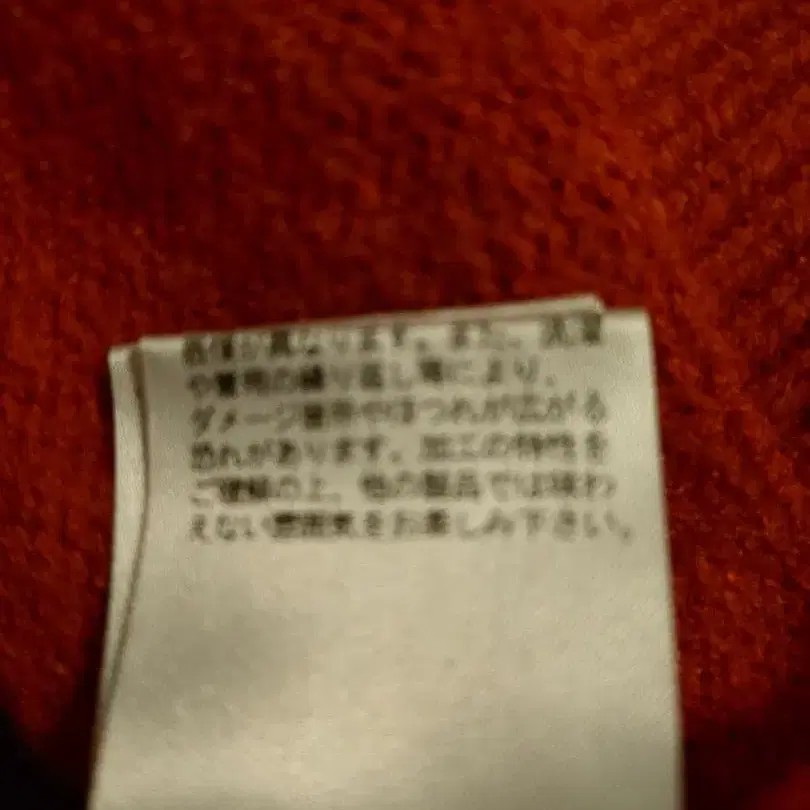 が異なります。また、洗濯
や着用の繰り返し等により、
ダメージ箇所やほつれが広がる
恐れがあります。加工の特性を
ご理解の上、他の製品では味わ
えない雰囲気をお楽しみ下さい。